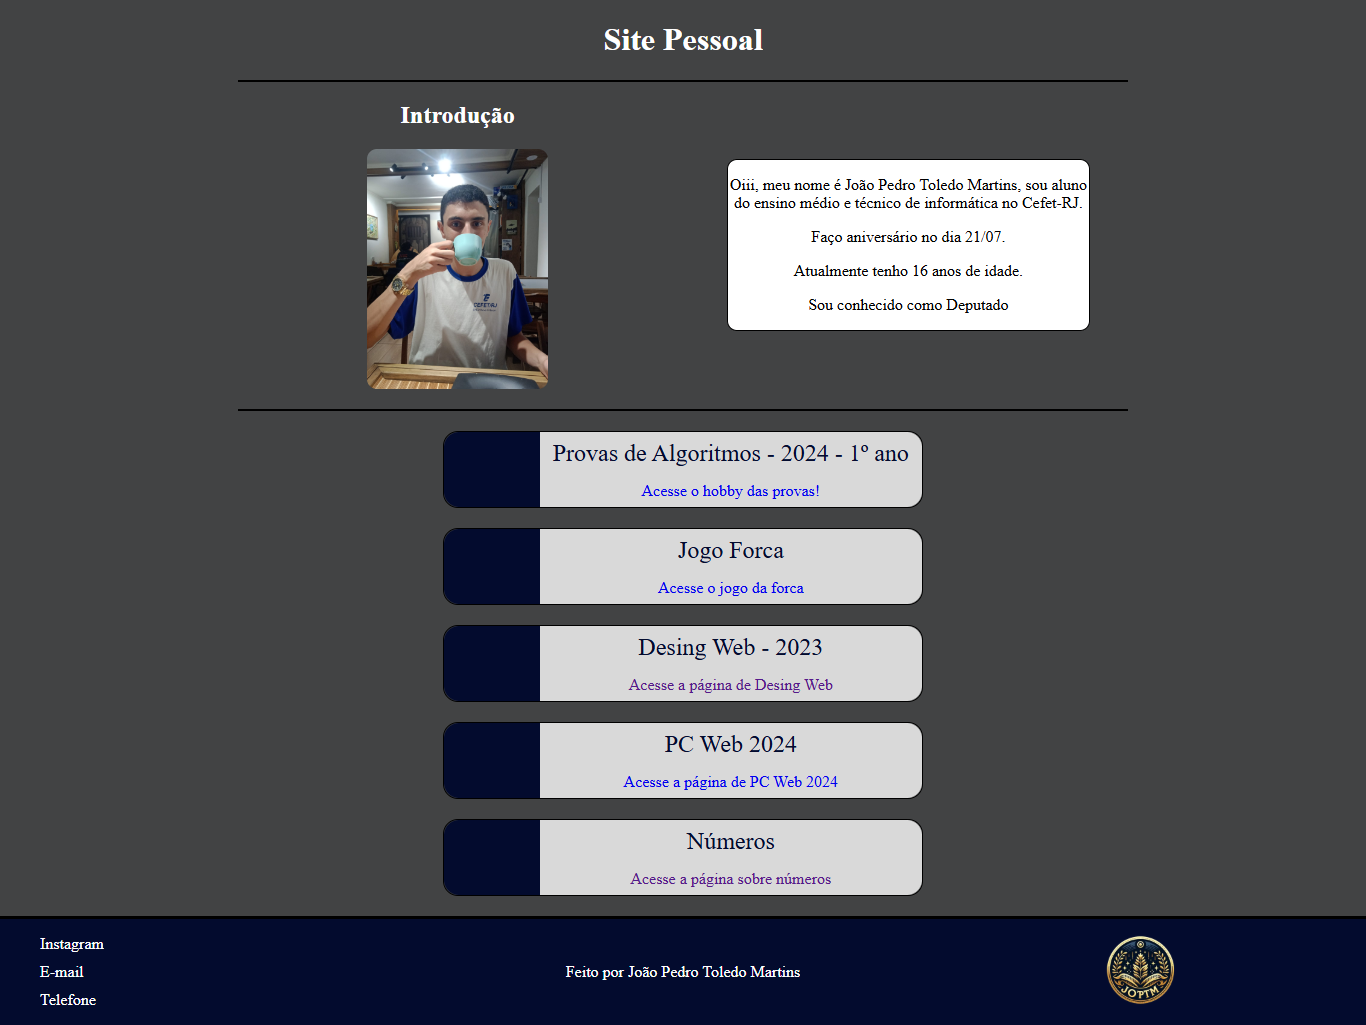 Site Pessoal
Introdução
CEFET/RJ
Oiii, meu nome é João Pedro Toledo Martins, sou aluno
do ensino médio e técnico de informática no Cefet-RJ.
Faço aniversário no dia 21/07.
Atualmente tenho 16 anos de idade.
Sou conhecido como Deputado
Provas de Algoritmos - 2024 - 1º ano
Acesse o hobby das provas!
Jogo Forca
Acesse o jogo da forca
Desing Web - 2023
Acesse a página de Desing Web
PC Web 2024
Acesse a página de PC Web 2024
Números
Acesse a página sobre números
Instagram
E-mail
Telefone
Feito por João Pedro Toledo Martins
JOPTM